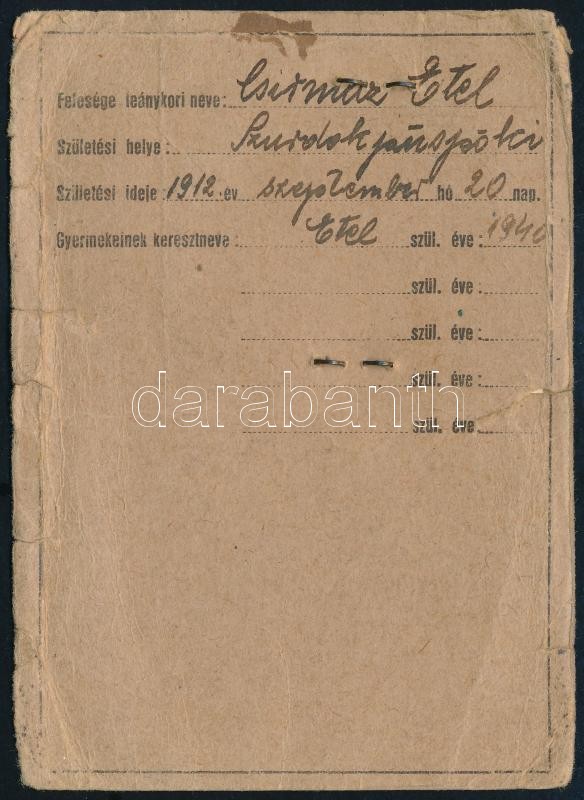 Felesége leánykori neve: Csirmaz Etel
Születési helye: Szurdokpüspöki
Születési ideje 1912 év szeptember hó 20 nap.
Gyermekeinek keresztneve: Etel szül. éve: 1940
szül. éve:
szül. éve:
szül. éve:
darabanth
szül. éve